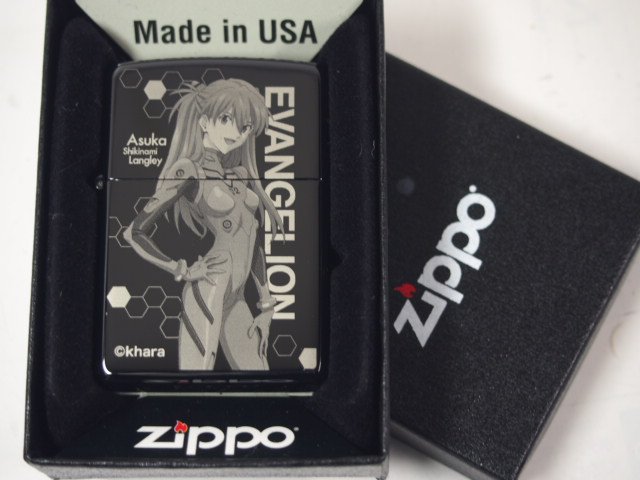 Made in USA
Asuka
Shikinami
Langley
EVANGELION
©khara
zippo
zippo